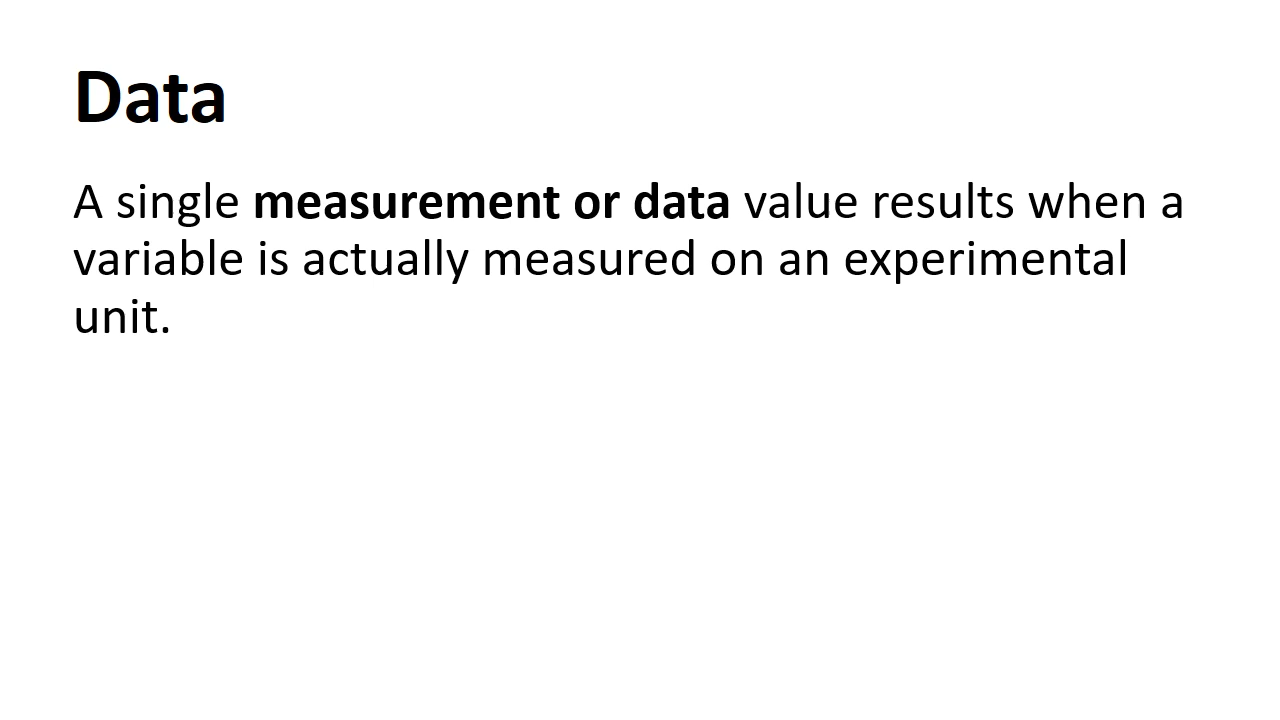 Data
A single measurement or data value results when a
variable is actually measured on an experimental
unit.